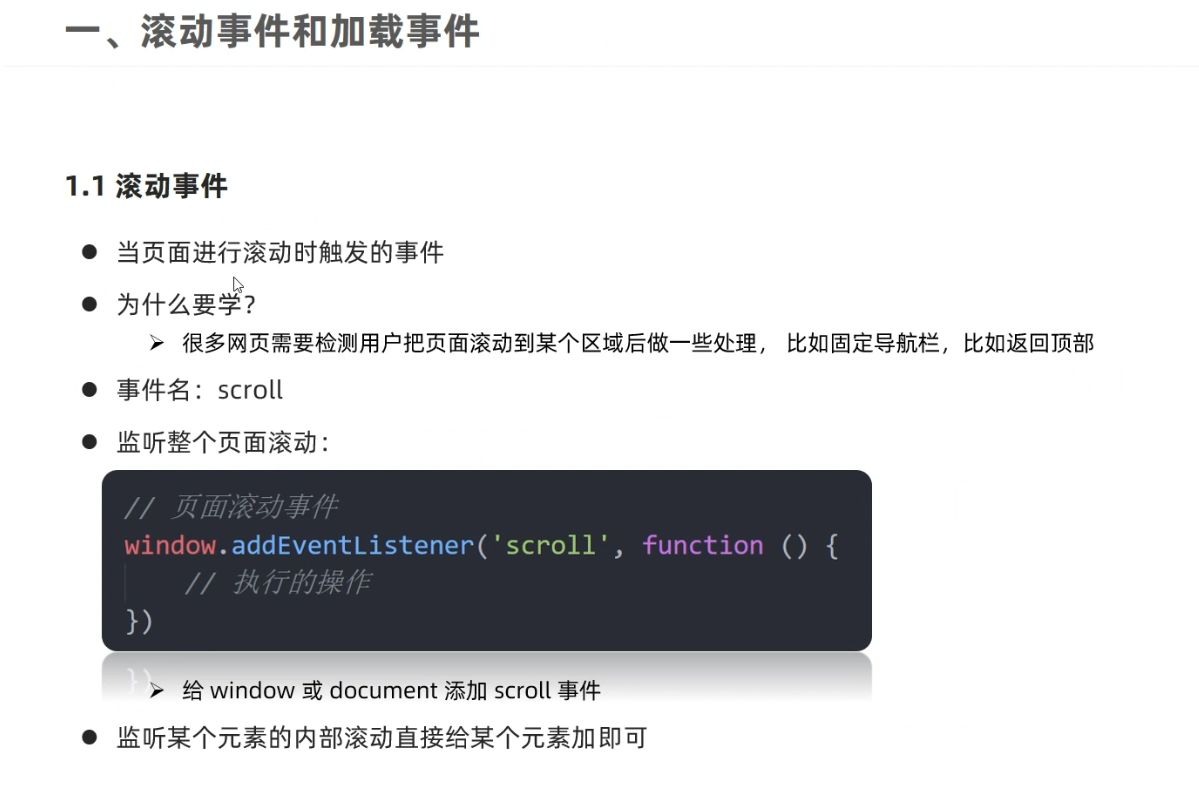 一、滚动事件和加载事件
1.1 滚动事件
● 当页面进行滚动时触发的事件
● 为什么要学？
➢ 很多网页需要检测用户把页面滚动到某个区域后做一些处理， 比如固定导航栏，比如返回顶部
● 事件名：scroll
● 监听整个页面滚动：
// 页面滚动事件
window.addEventListener('scroll', function () {
// 执行的操作
})
➢ 给 window 或 document 添加 scroll 事件
● 监听某个元素的内部滚动直接给某个元素加即可